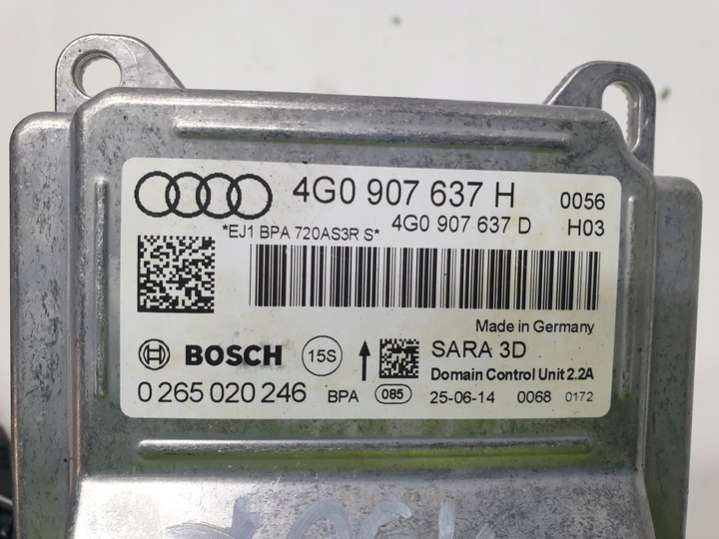 4G0 907 637 H 0056
*EJ1 BPA 720AS3R S* 4G0 907 637 D H03
Made in Germany
BOSCH 15S SARA 3D
Domain Control Unit 2.2A
0 265 020 246 BPA 085 25-06-14 0068 0172